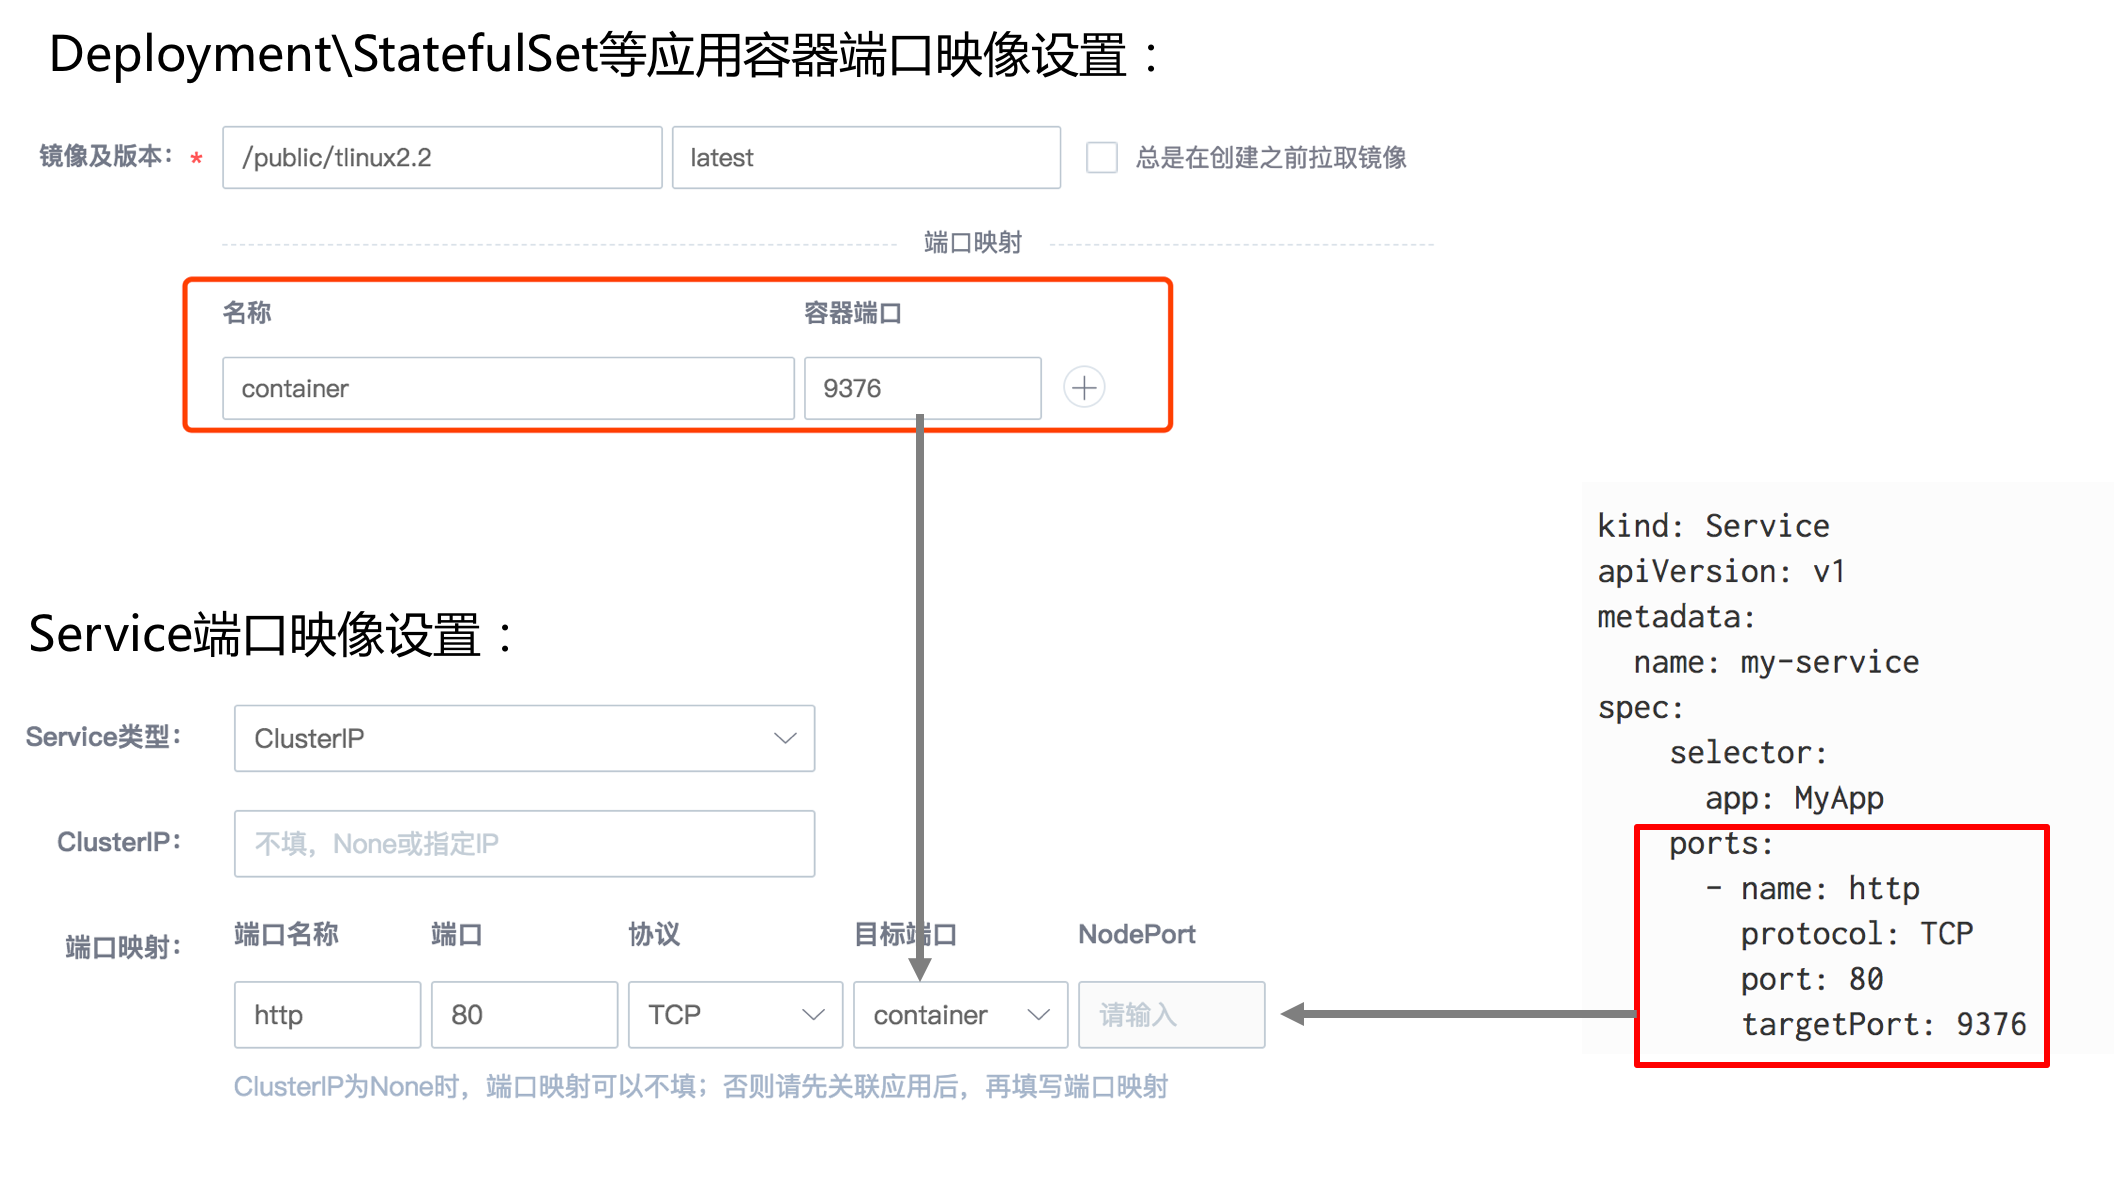 Deployment\StatefulSet等应用容器端口映像设置：
镜像及版本： * /public/tlinux2.2 latest 总是在创建之前拉取镜像
端口映射
名称 容器端口
container 9376
Service端口映像设置：
Service类型： ClusterIP
ClusterIP： 不填，None或指定IP
端口映射： 端口名称 端口 协议 目标端口 NodePort
http 80 TCP container 请输入
ClusterIP为None时，端口映射可以不填；否则请先关联应用后，再填写端口映射
kind: Service
apiVersion: v1
metadata:
name: my-service
spec:
selector:
app: MyApp
ports:
- name: http
protocol: TCP
port: 80
targetPort: 9376